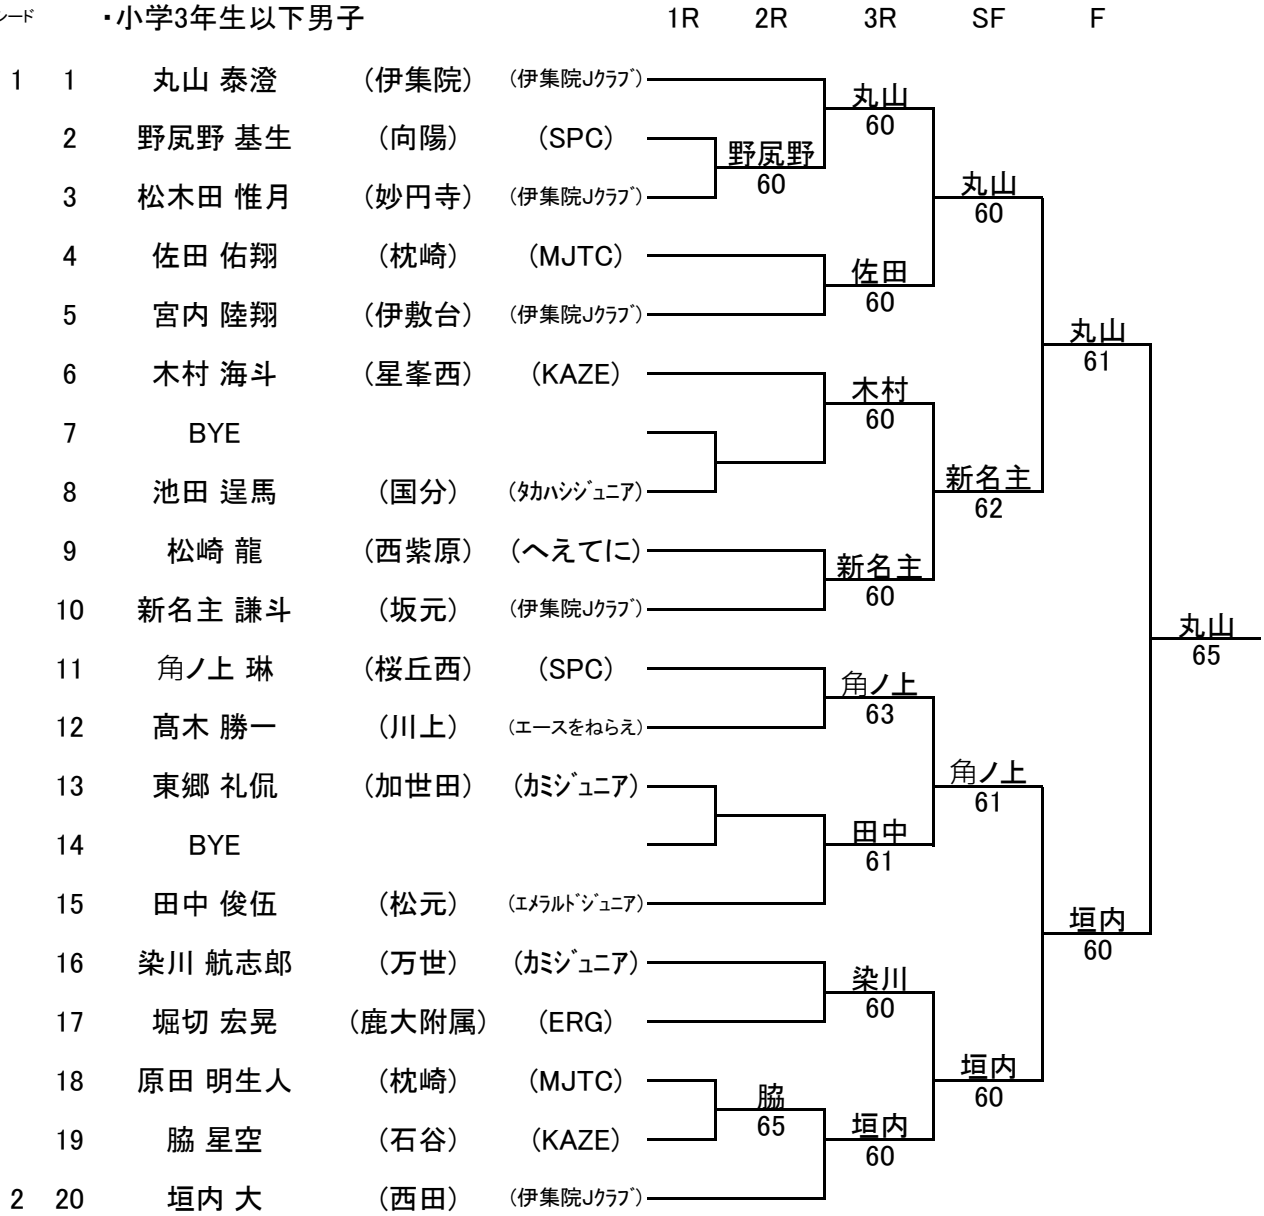 シード ・小学3年生以下男子 1R 2R 3R SF F
1 1 丸山 泰澄 (伊集院) (伊集院Jｸﾗﾌﾞ)
丸山
60
2 野尻野 基生 (向陽) (SPC)
野尻野
60
3 松木田 惟月 (妙円寺) (伊集院Jｸﾗﾌﾞ)
丸山
60
4 佐田 佑翔 (枕崎) (MJTC)
佐田
60
5 宮内 陸翔 (伊敷台) (伊集院Jｸﾗﾌﾞ)
丸山
61
6 木村 海斗 (星峯西) (KAZE)
木村
60
7 BYE
新名主
62
8 池田 逞馬 (国分) (ﾀｶﾊｼｼﾞｭﾆｱ)
9 松崎 龍 (西紫原) (へえてに)
新名主
60
10 新名主 謙斗 (坂元) (伊集院Jｸﾗﾌﾞ)
丸山
65
11 角ノ上 琳 (桜丘西) (SPC)
角ノ上
63
12 髙木 勝一 (川上) (エースをねらえ)
角ノ上
61
13 東郷 礼侃 (加世田) (ｶﾐｼﾞｭﾆｱ)
14 BYE
田中
61
15 田中 俊伍 (松元) (ｴﾒﾗﾙﾄﾞｼﾞｭﾆｱ)
垣内
60
16 染川 航志郎 (万世) (ｶﾐｼﾞｭﾆｱ)
染川
60
17 堀切 宏晃 (鹿大附属) (ERG)
垣内
60
18 原田 明生人 (枕崎) (MJTC)
脇
65
19 脇 星空 (石谷) (KAZE)
垣内
60
2 20 垣内 大 (西田) (伊集院Jｸﾗﾌﾞ)